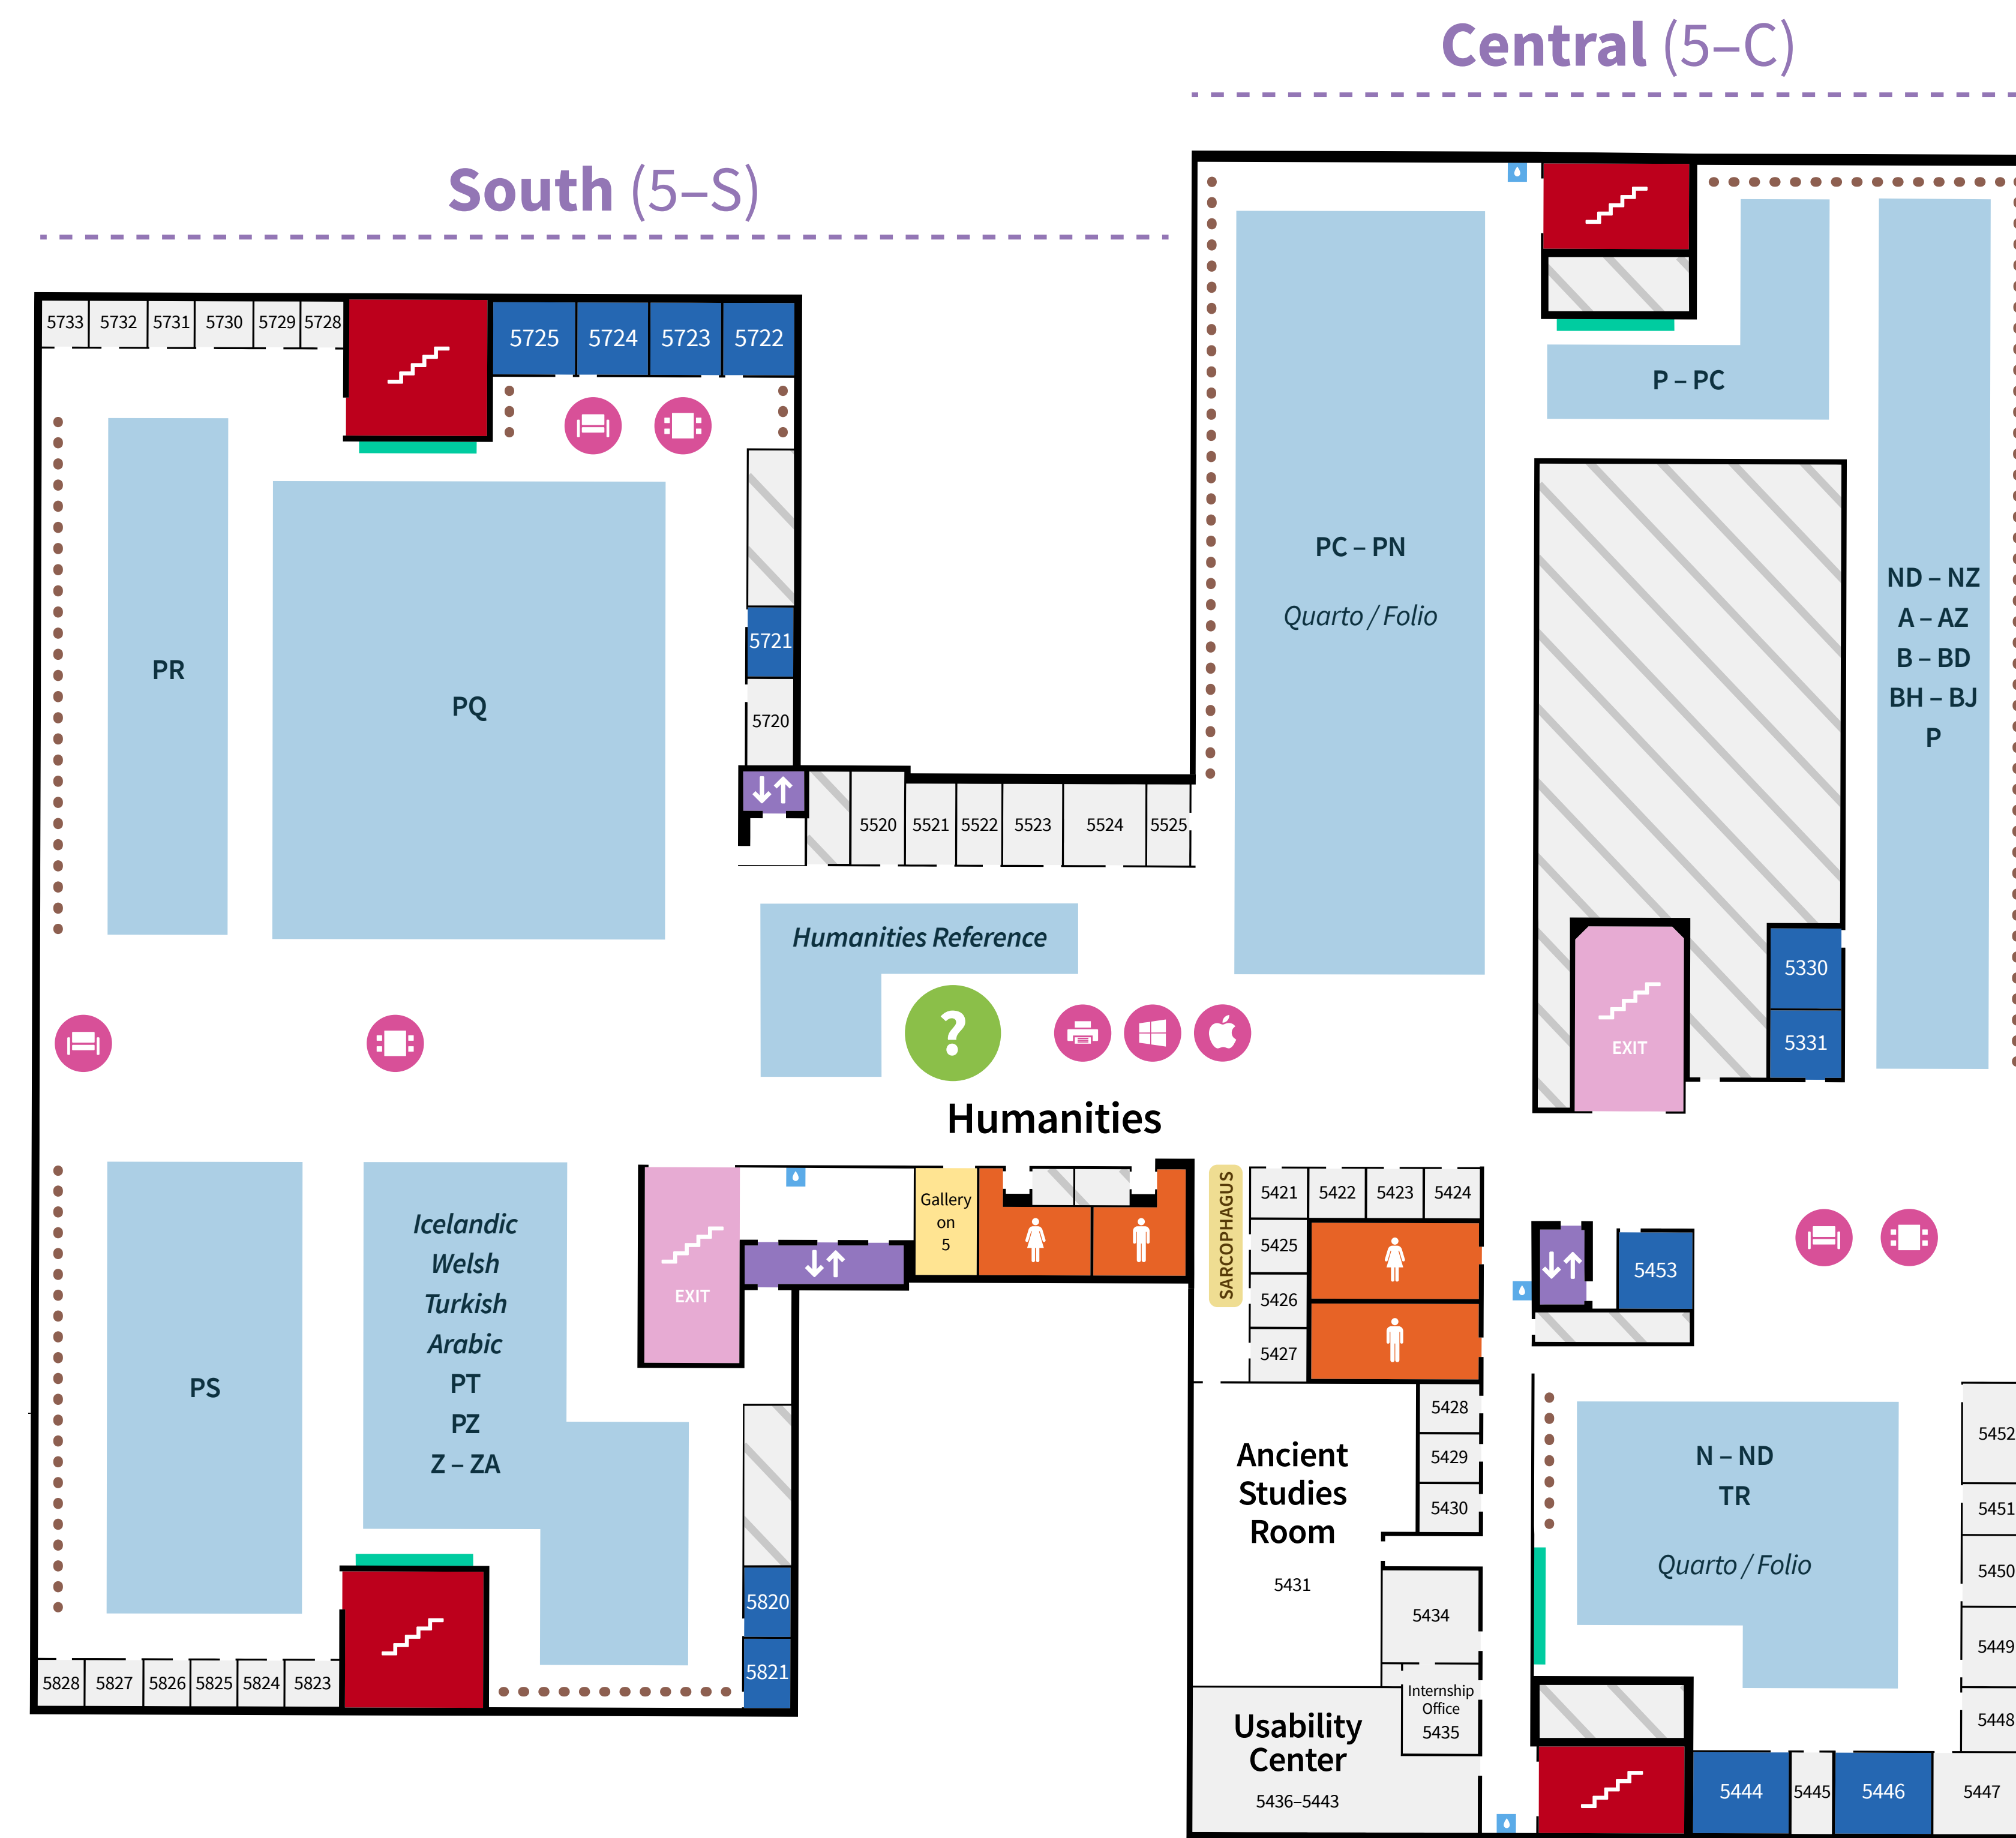 Central (5–C)
South (5–S)
5733 5732 5731 5730 5729 5728
5725 5724 5723 5722
P – PC
PC – PN
Quarto / Folio
ND – NZ
A – AZ
B – BD
BH – BJ
P
PR
PQ
5721
5720
5520 5521 5522 5523 5524 5525
Humanities Reference
?
5330
5331
EXIT
Humanities
Icelandic
Welsh
Turkish
Arabic
PT
PZ
Z – ZA
PS
EXIT
Gallery
on
5
SARCOPHAGUS
5421 5422 5423 5424
5425
5426
5427
5428
5429
5430
5453
Ancient
Studies
Room
5431
5434
Internship
Office
5435
Usability
Center
5436–5443
N – ND
TR
Quarto / Folio
5452
5451
5450
5449
5448
5820
5821
5828 5827 5826 5825 5824 5823
5444 5445 5446 5447